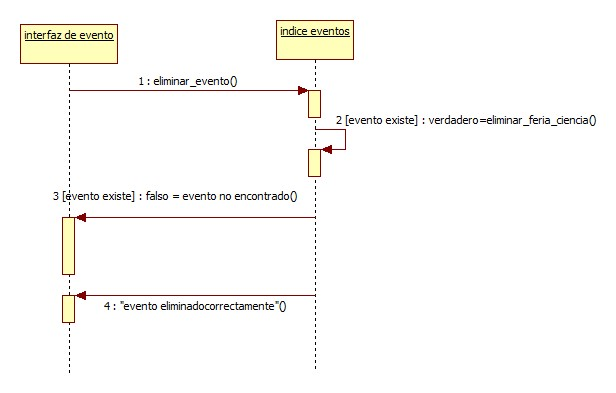 interfaz de evento
indice eventos
1 : eliminar_evento()
2 [evento existe] : verdadero=eliminar_feria_ciencia()
3 [evento existe] : falso = evento no encontrado()
4 : "evento eliminadocorrectamente"()